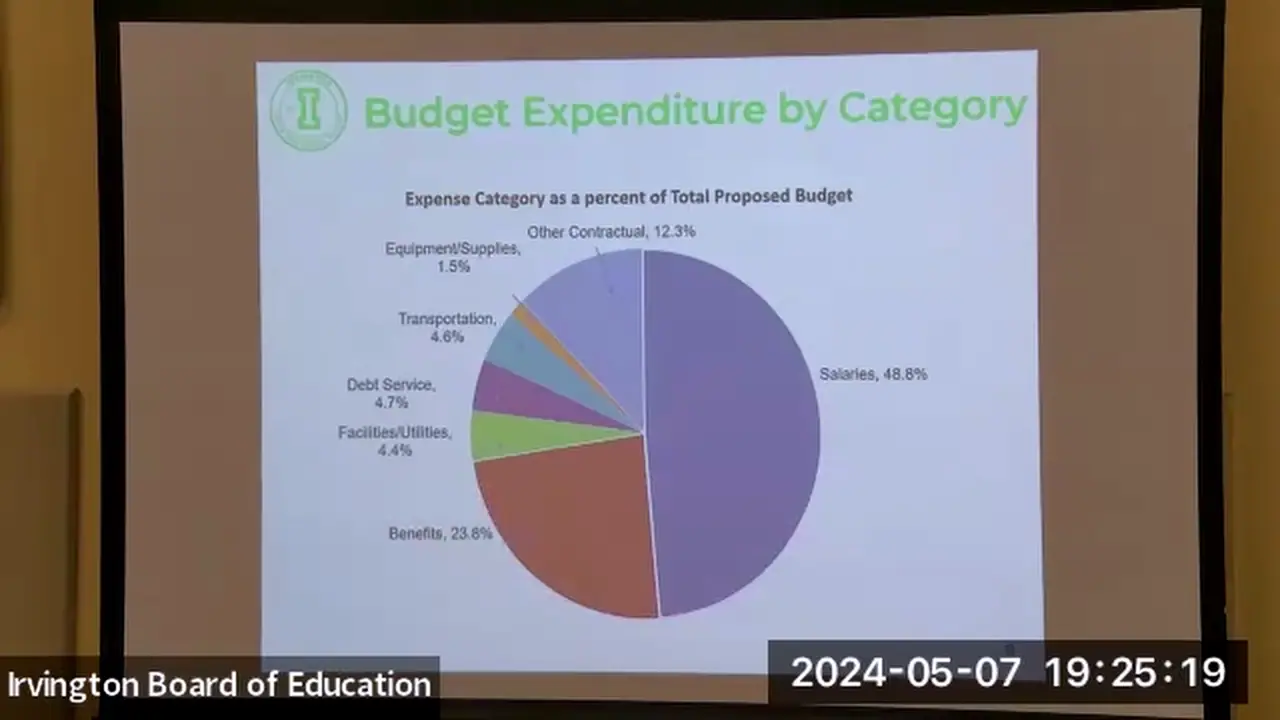 Budget Expenditure by Category
Expense Category as a percent of Total Proposed Budget
Other Contractual, 12.3%
Equipment/Supplies,
1.5%
Transportation,
4.6%
Salaries, 48.8%
Debt Service,
4.7%
Facilities/Utilities,
4.4%
Benefits, 23.8%
Irvington Board of Education
2024-05-07 19:25:19